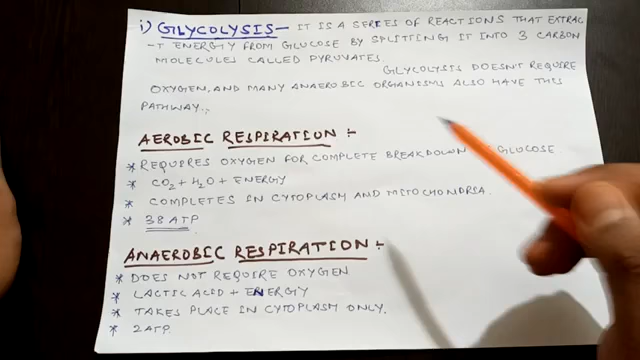 i) GLYCOLYSIS - IT IS A SERIES OF REACTIONS THAT EXTRAC
-T ENERGY FROM GLUCOSE BY SPLITTING IT INTO 3 CARBON
MOLECULES CALLED PYRUVATES.
GLYCOLYSIS DOESN'T REQUIRE
OXYGEN, AND MANY ANAEROBIC ORGANISMS ALSO HAVE THIS
PATHWAY..
AEROBIC RESPIRATION :-
* REQUIRES OXYGEN FOR COMPLETE BREAKDOWN GLUCOSE
* CO2 + H2O + ENERGY
* COMPLETES IN CYTOPLASM AND MITOCHONDRIA.
* 38 ATP
ANAEROBIC RESPIRATION :-
* DOES NOT REQUIRE OXYGEN
* LACTIC ACID + ENERGY
* TAKES PLACE IN CYTOPLASM ONLY.
* 2 ATP.